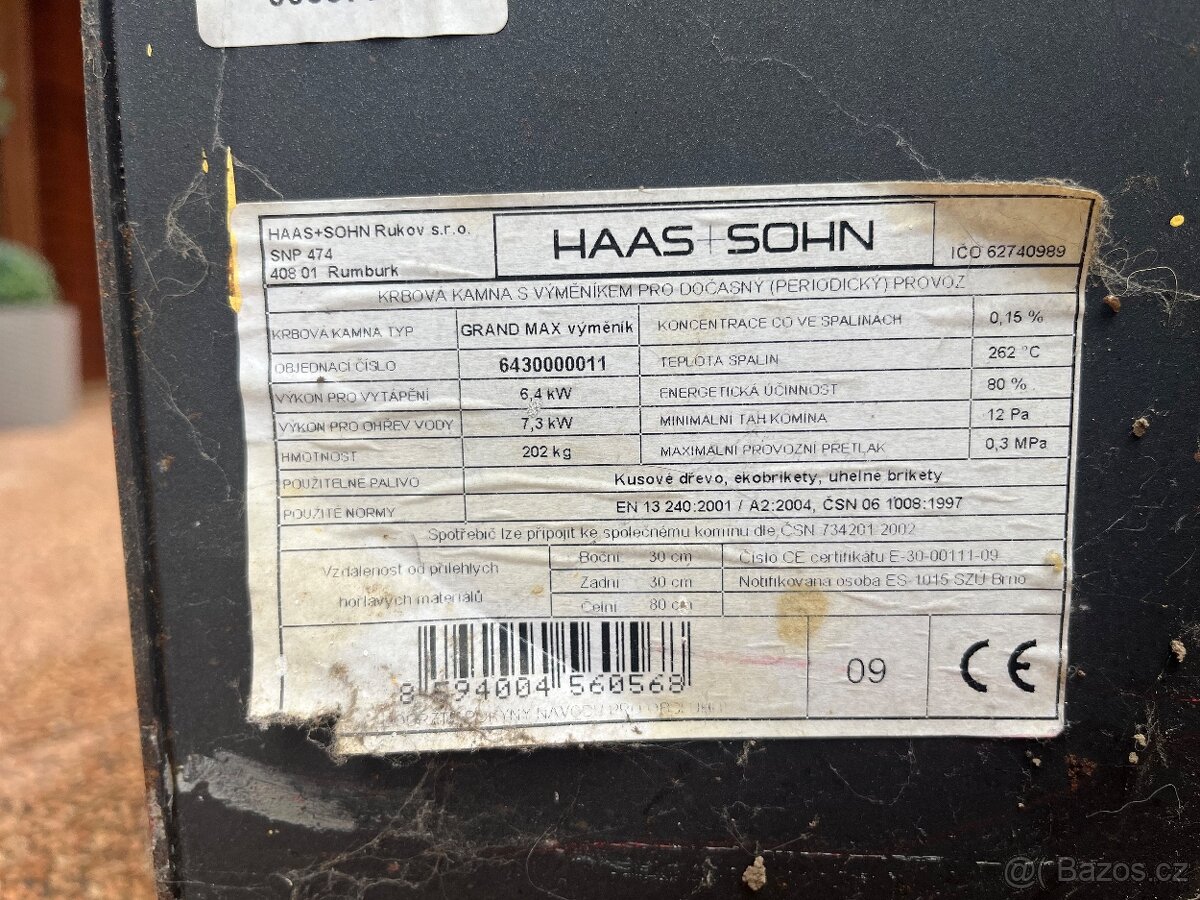 HAAS+SOHN Rukov s.r.o.
SNP 474
408 01 Rumburk
HAAS+SOHN
IČO 62740989
KRBOVÁ KAMNA S VÝMĚNÍKEM PRO DOČASNÝ (PERIODICKÝ) PROVOZ
KRBOVÁ KAMNA TYP GRAND MAX výměník KONCENTRACE CO VE SPALINÁCH 0,15 %
OBJEDNACÍ ČÍSLO 6430000011 TEPLOTA SPALIN 262 °C
VÝKON PRO VYTÁPĚNÍ 6,4 kW ENERGETICKÁ ÚČINNOST 80 %
VÝKON PRO OHŘEV VODY 7,3 kW MINIMÁLNÍ TAH KOMÍNA 12 Pa
HMOTNOST 202 kg MAXIMÁLNÍ PROVOZNÍ PŘETLAK 0,3 MPa
POUŽITELNÉ PALIVO Kusové dřevo, ekobrikety, uhelné brikety
POUŽITÉ NORMY EN 13 240:2001 / A2:2004, ČSN 06 1008:1997
Spotřebič lze připojit ke společnému komínu dle ČSN 734201 2002
Vzdálenost od přilehlých hořlavých materiálů
Boční 30 cm Číslo CE certifikátu E-30-00111-09
Zadní 30 cm Notifikovaná osoba ES 1015 SZÚ Brno
Čelní 80 cm
8 594004 560568
09
CE
POKYNY NÁVODU PRO OBSLUHU
Bazos.cz